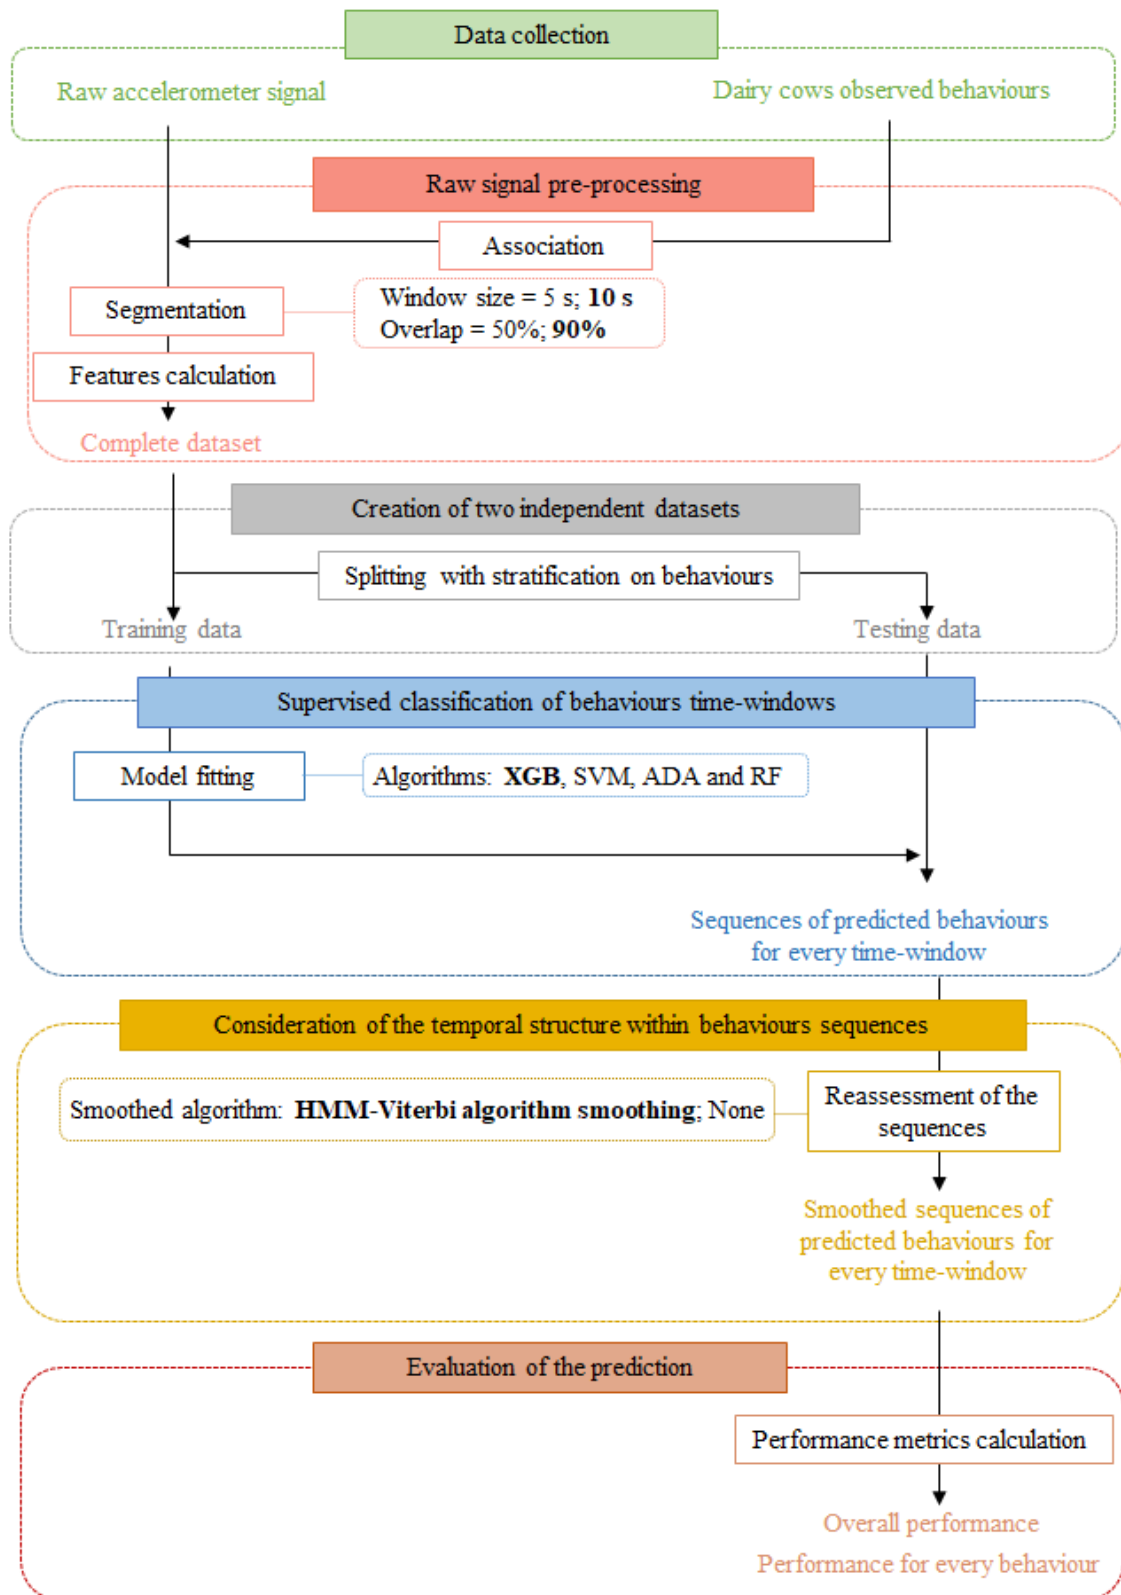 Data collection
Raw accelerometer signal
Dairy cows observed behaviours
Raw signal pre-processing
Association
Segmentation
Window size = 5 s; 10 s
Overlap = 50%; 90%
Features calculation
Complete dataset
Creation of two independent datasets
Splitting with stratification on behaviours
Training data
Testing data
Supervised classification of behaviours time-windows
Model fitting
Algorithms: XGB, SVM, ADA and RF
Sequences of predicted behaviours
for every time-window
Consideration of the temporal structure within behaviours sequences
Smoothed algorithm: HMM-Viterbi algorithm smoothing; None
Reassessment of the
sequences
Smoothed sequences of
predicted behaviours for
every time-window
Evaluation of the prediction
Performance metrics calculation
Overall performance
Performance for every behaviour